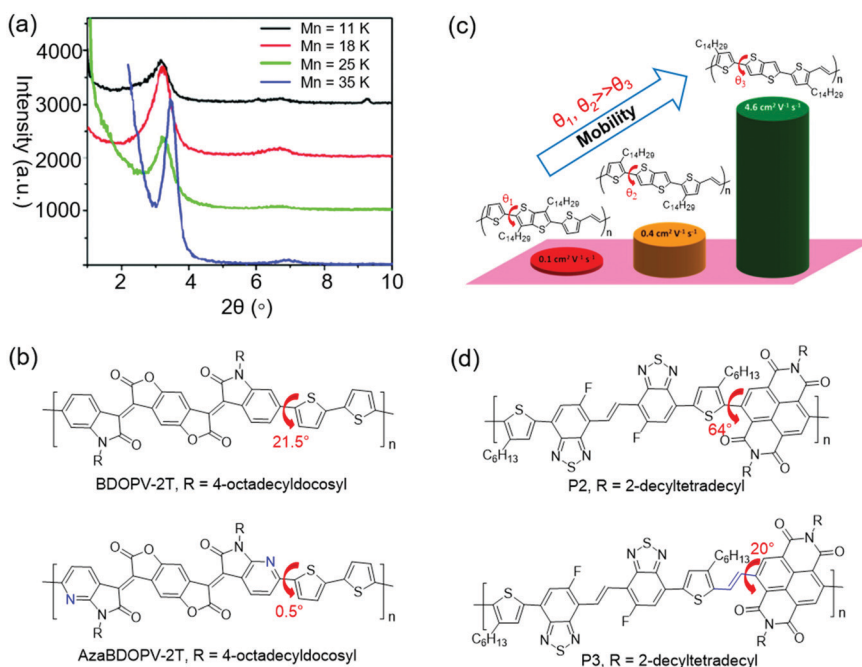 (a)
Mn = 11 K
Mn = 18 K
Mn = 25 K
Mn = 35 K
4000
3000
2000
1000
Intensity (a.u.)
2 4 6 8 10
2θ (○)
(c)
θ1, θ2>>θ3
Mobility
C14H29
S
S
S
S
θ3
C14H29
n
4.6 cm² V⁻¹ s⁻¹
C14H29
S
S
S
S
θ2
C14H29
n
θ1
C14H29
S
S
S
S
C14H29
n
0.1 cm² V⁻¹ s⁻¹
0.4 cm² V⁻¹ s⁻¹
(b)
R
N
O
O
O
S
S
N
R
O
O
O
21.5°
n
BDOPV-2T, R = 4-octadecyldocosyl
R
N
O
O
O
N
S
S
N
N
R
O
O
O
0.5°
n
AzaBDOPV-2T, R = 4-octadecyldocosyl
(d)
S
N N
C6H13
R
O N O
F
S
S
F
64°
C6H13
N N
S
O N O
R
n
P2, R = 2-decyltetradecyl
S
N N
C6H13
20°
R
O N O
F
S
S
F
C6H13
N N
S
O N O
R
n
P3, R = 2-decyltetradecyl